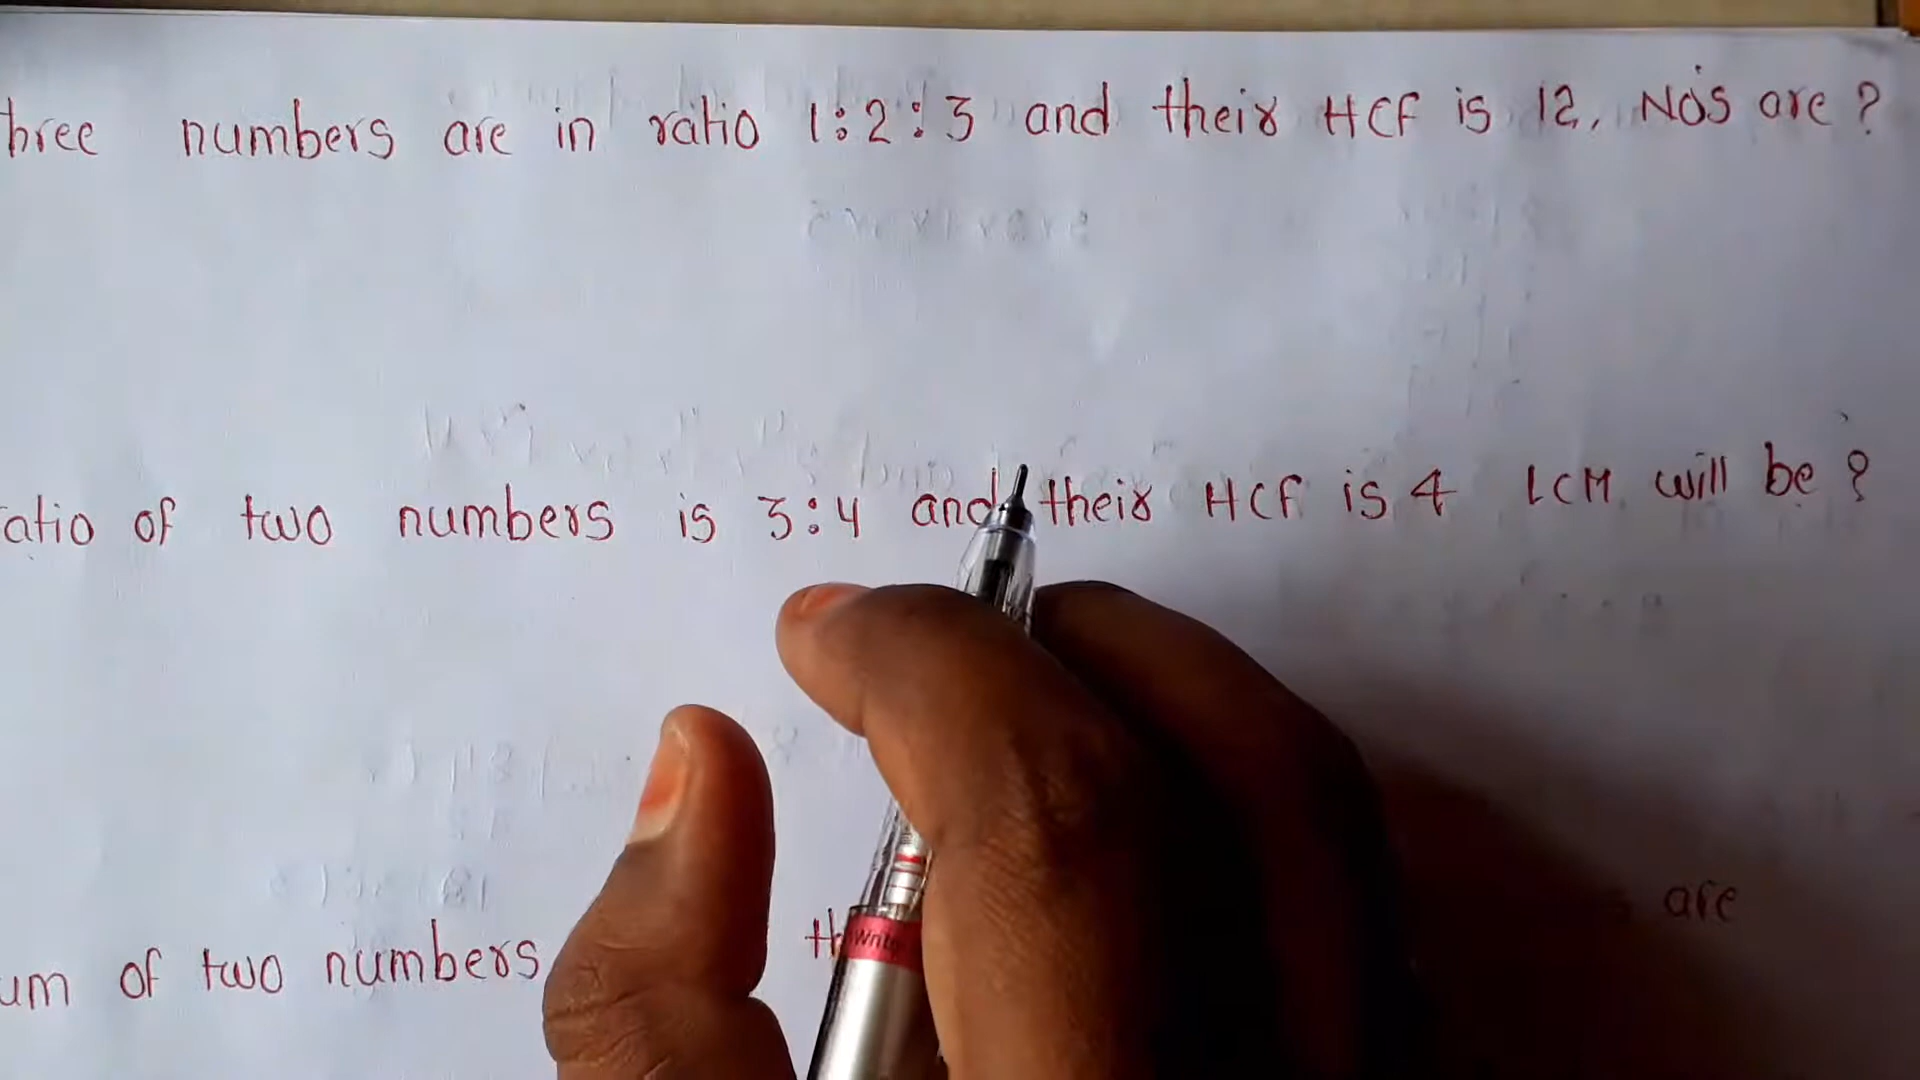 hree numbers are in ratio 1:2:3 and their HCF is 12, NOS are ?
atio of two numbers is 3:4 and their HCF is 4 LCM will be ?
are
um of two numbers